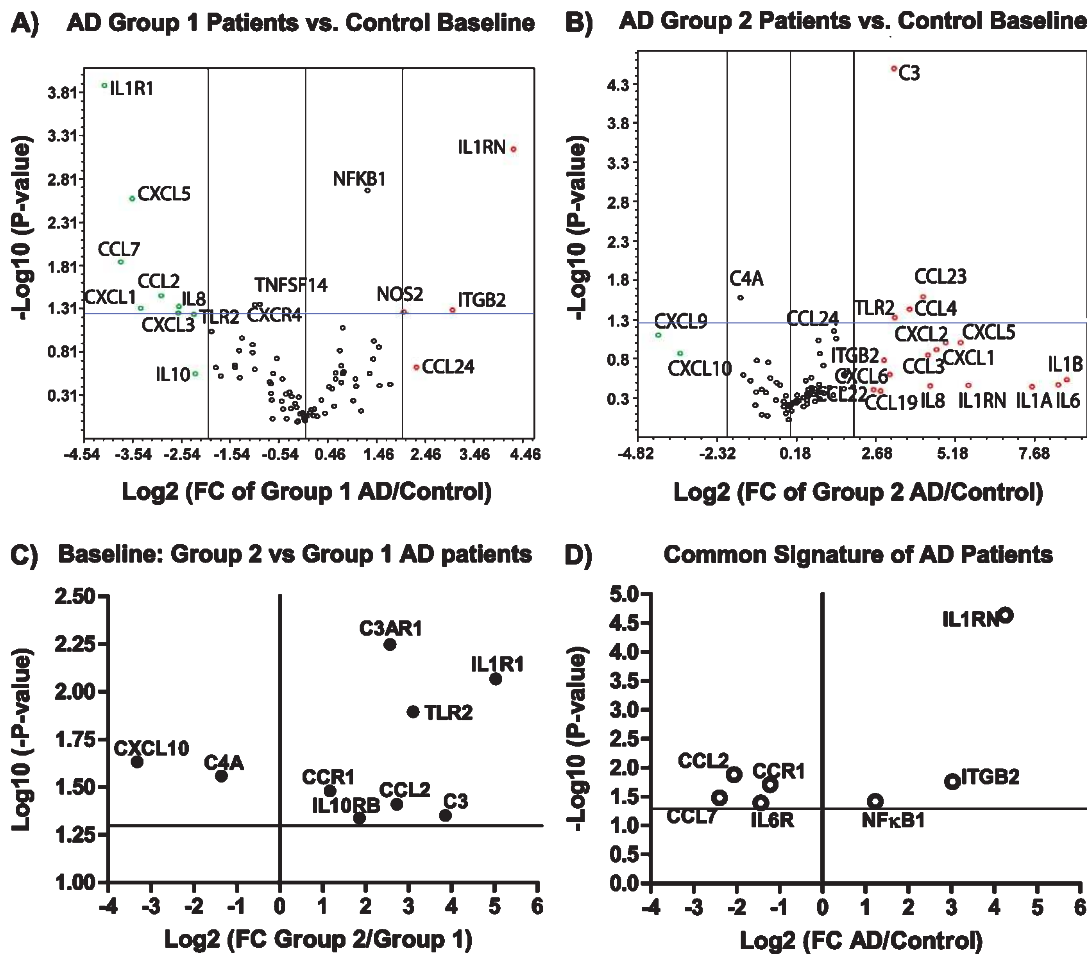 A) AD Group 1 Patients vs. Control Baseline
-Log10 (P-value)
3.81
3.31
2.81
2.31
1.81
1.31
0.81
0.31
IL1R1
IL1RN
NFKB1
CXCL5
CCL7
CCL2
TNFSF14
CXCL1
IL8
NOS2
ITGB2
CXCL3
TLR2
CXCR4
IL10
CCL24
-4.54 -3.54 -2.54 -1.54 -0.54 0.46 1.46 2.46 3.46 4.46
Log2 (FC of Group 1 AD/Control)
B) AD Group 2 Patients vs. Control Baseline
-Log10 (P-value)
4.3
3.8
3.3
2.8
2.3
1.8
1.3
0.8
0.3
C3
C4A
CCL23
TLR2
CCL4
CXCL9
CCL24
CXCL2
CXCL5
CXCL10
ITGB2
CCL3
CXCL1
CXCL6
IL1B
CCL22
CCL19
IL8
IL1RN
IL1A
IL6
-4.82 -2.32 0.18 2.68 5.18 7.68
Log2 (FC of Group 2 AD/Control)
C) Baseline: Group 2 vs Group 1 AD patients
Log10 (-P-value)
2.50
2.25
2.00
1.75
1.50
1.25
1.00
C3AR1
IL1R1
TLR2
CXCL10
C4A
CCR1
CCL2
IL10RB
C3
-4 -3 -2 -1 0 1 2 3 4 5 6
Log2 (FC Group 2/Group 1)
D) Common Signature of AD Patients
-Log10 (P-value)
5.0
4.5
4.0
3.5
3.0
2.5
2.0
1.5
1.0
0.5
0.0
IL1RN
CCL2
CCR1
ITGB2
CCL7
IL6R
NFκB1
-4 -3 -2 -1 0 1 2 3 4 5 6
Log2 (FC AD/Control)